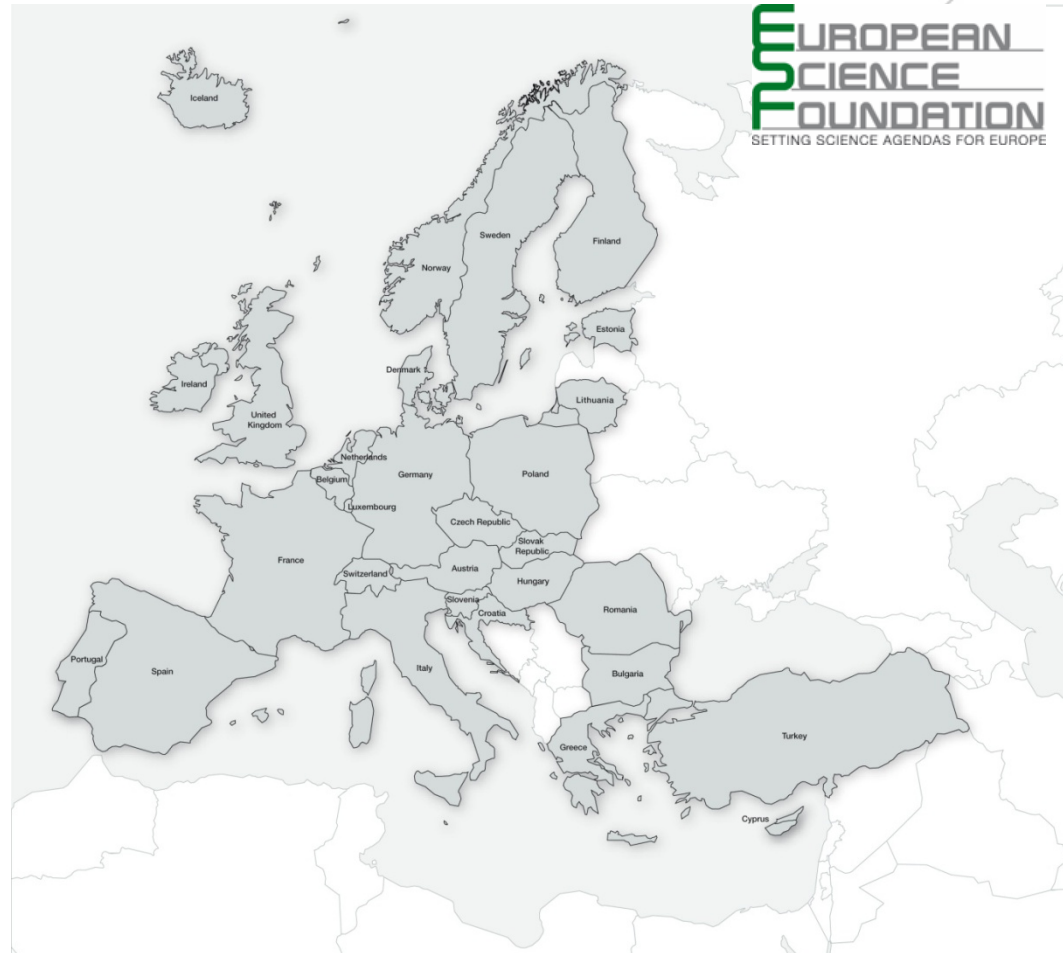 EUROPEAN
SCIENCE
FOUNDATION
SETTING SCIENCE AGENDAS FOR EUROPE
Iceland
Sweden
Finland
Norway
Estonia
Denmark 1
Ireland
Lithuania
United
Kingdom
Netherlands
Germany
Poland
Belgium
Luxembourg
Czech Republic
Slovak
Republic
France
Austria
Switzerland
Hungary
Slovenia
Croatia
Romania
Portugal
Spain
Italy
Bulgaria
Turkey
Greece
Cyprus